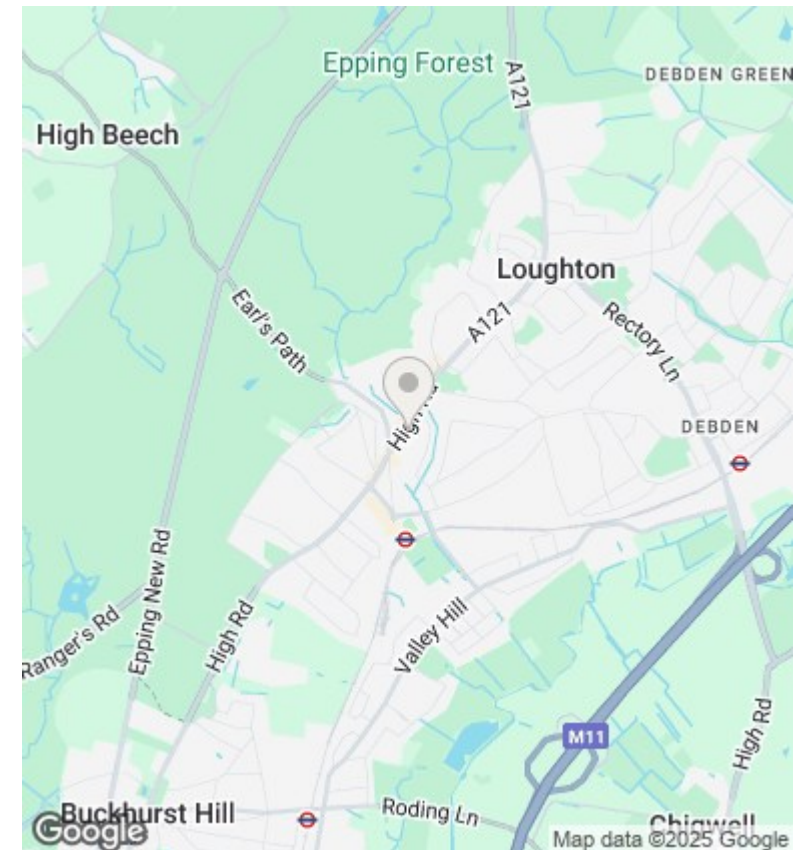 Epping Forest
A121
DEBDEN GREEN
High Beech
Loughton
Earl's Path
A121
Rectory Ln
High Rd
DEBDEN
Epping New Rd
High Rd
Ranger's Rd
Valley Hill
High Rd
M11
Buckhurst Hill
Roding Ln
Chigwell
Google
Map data ©2025 Google